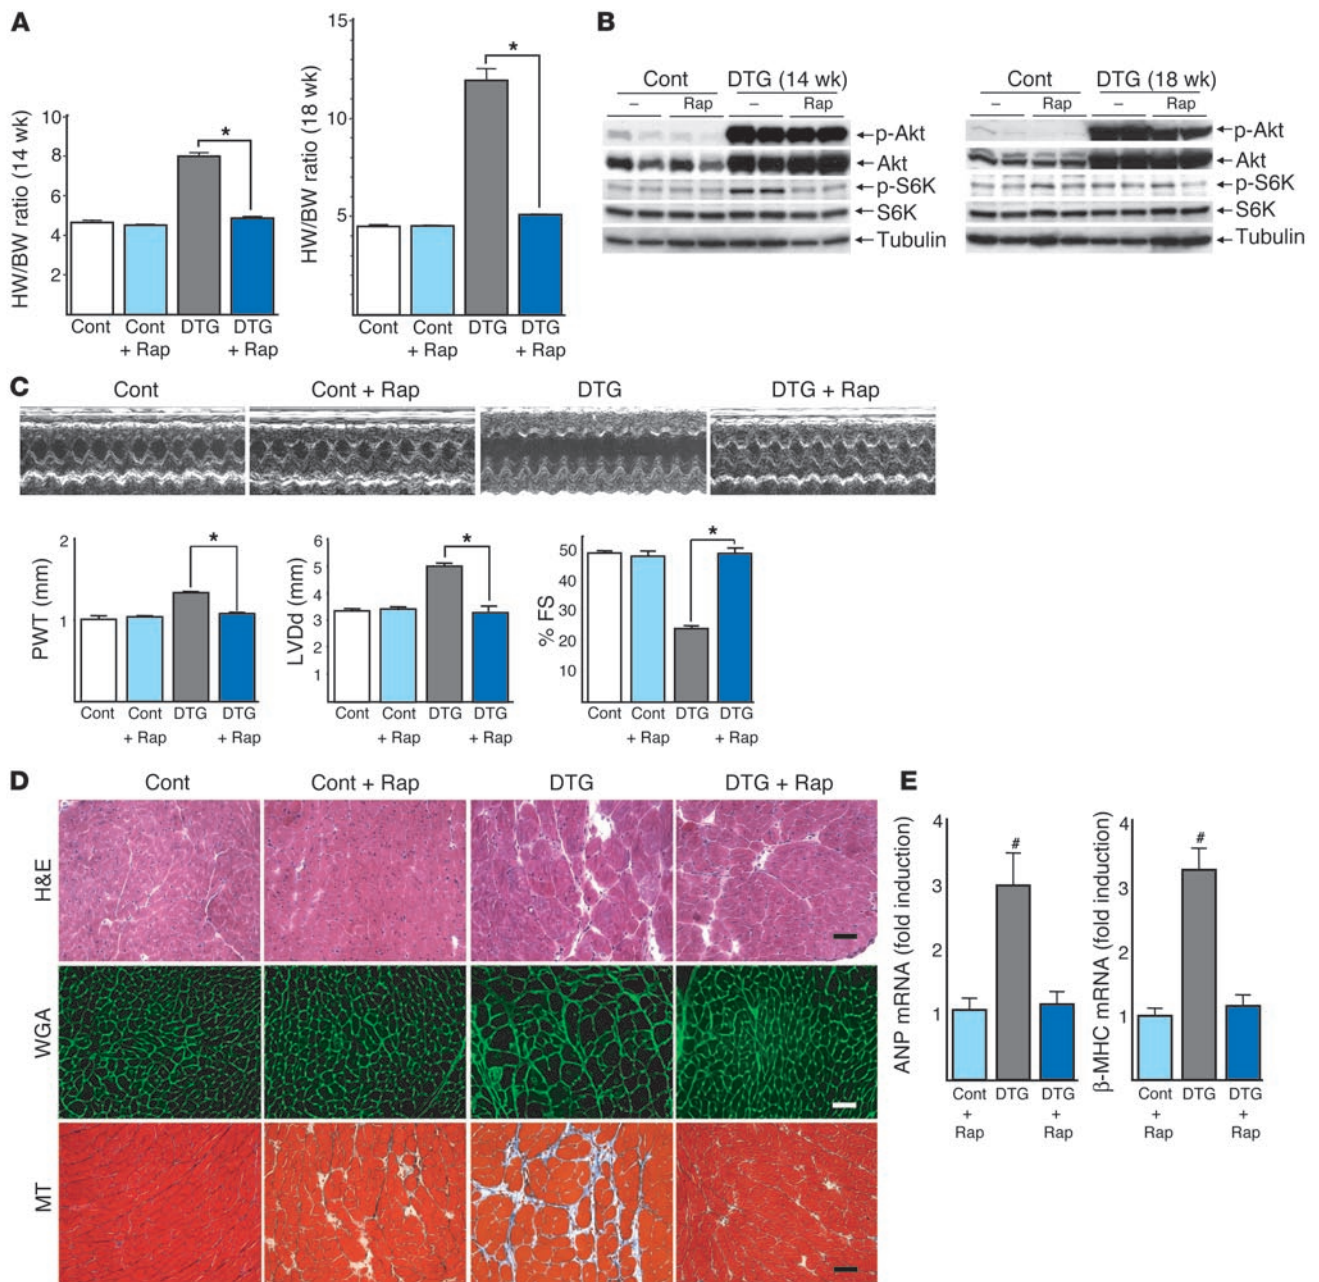 A
HW/BW ratio (14 wk)
10
8
6
4
2
*
Cont
Cont
+ Rap
DTG
DTG
+ Rap
HW/BW ratio (18 wk)
15
10
5
*
Cont
Cont
+ Rap
DTG
DTG
+ Rap
B
Cont DTG (14 wk)
– Rap – Rap
p-Akt
Akt
p-S6K
S6K
Tubulin
Cont DTG (18 wk)
– Rap – Rap
p-Akt
Akt
p-S6K
S6K
Tubulin
C
Cont Cont + Rap DTG DTG + Rap
PWT (mm)
2
1
*
Cont
Cont
+ Rap
DTG
DTG
+ Rap
LVDd (mm)
6
5
4
3
2
1
*
Cont
Cont
+ Rap
DTG
DTG
+ Rap
% FS
50
40
30
20
10
*
Cont
Cont
+ Rap
DTG
DTG
+ Rap
D
Cont Cont + Rap DTG DTG + Rap
H&E
WGA
MT
E
ANP mRNA (fold induction)
4
3
2
1
#
Cont
+
Rap
DTG
DTG
+
Rap
β-MHC mRNA (fold induction)
4
3
2
1
#
Cont
+
Rap
DTG
DTG
+
Rap